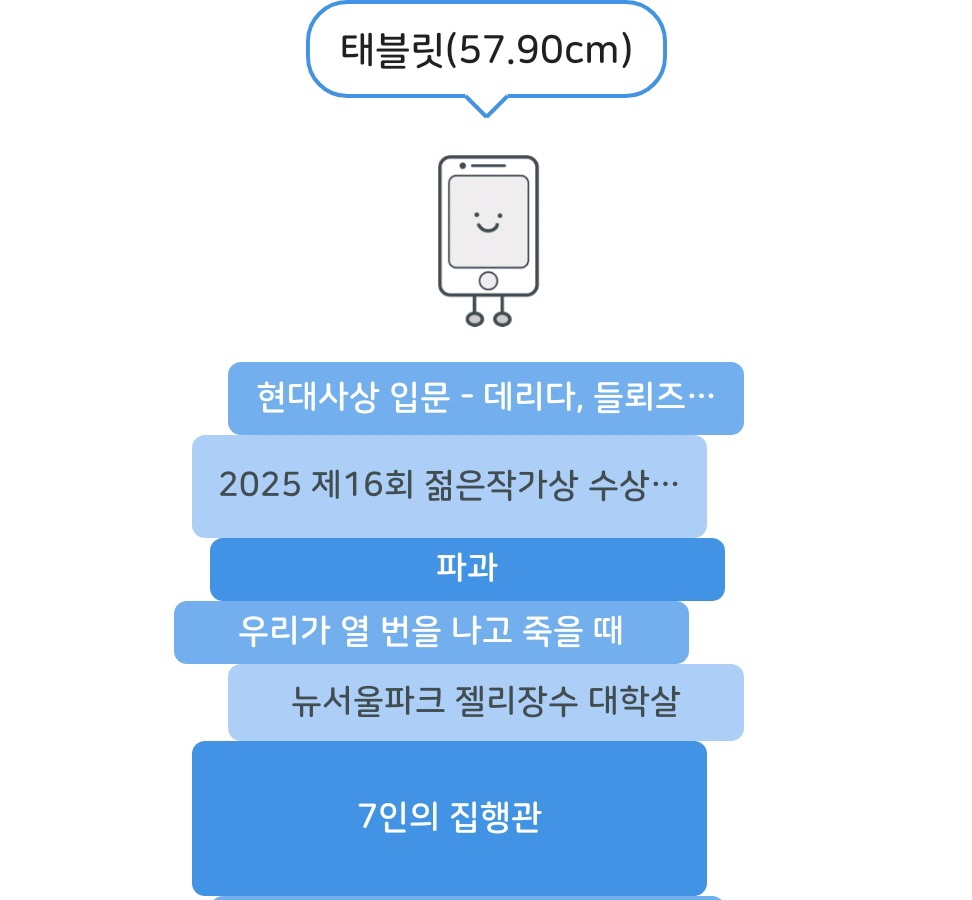 태블릿(57.90cm)
현대사상 입문 - 데리다, 들뢰즈…
2025 제16회 젊은작가상 수상…
파과
우리가 열 번을 나고 죽을 때
뉴서울파크 젤리장수 대학살
7인의 집행관